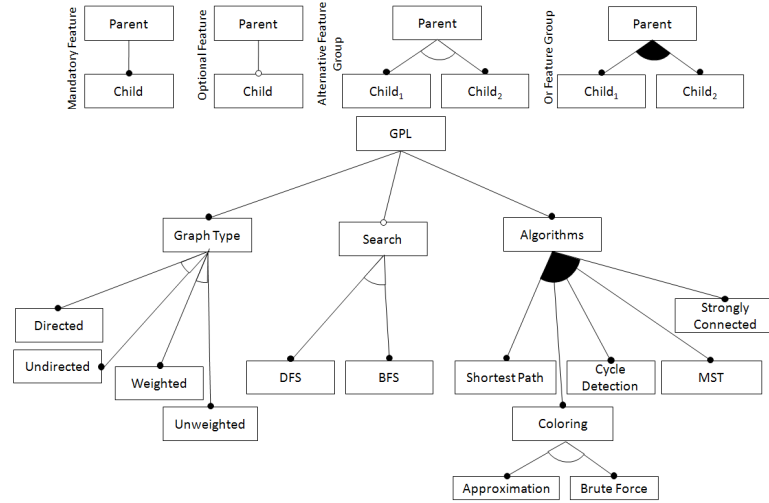 Mandatory Feature
Parent
Child
Optional Feature
Parent
Child
Alternative Feature
Group
Parent
Child1
Child2
Or Feature Group
Parent
Child1
Child2
GPL
Graph Type
Search
Algorithms
Directed
Undirected
Weighted
Unweighted
DFS
BFS
Shortest Path
Cycle
Detection
MST
Strongly
Connected
Coloring
Approximation
Brute Force